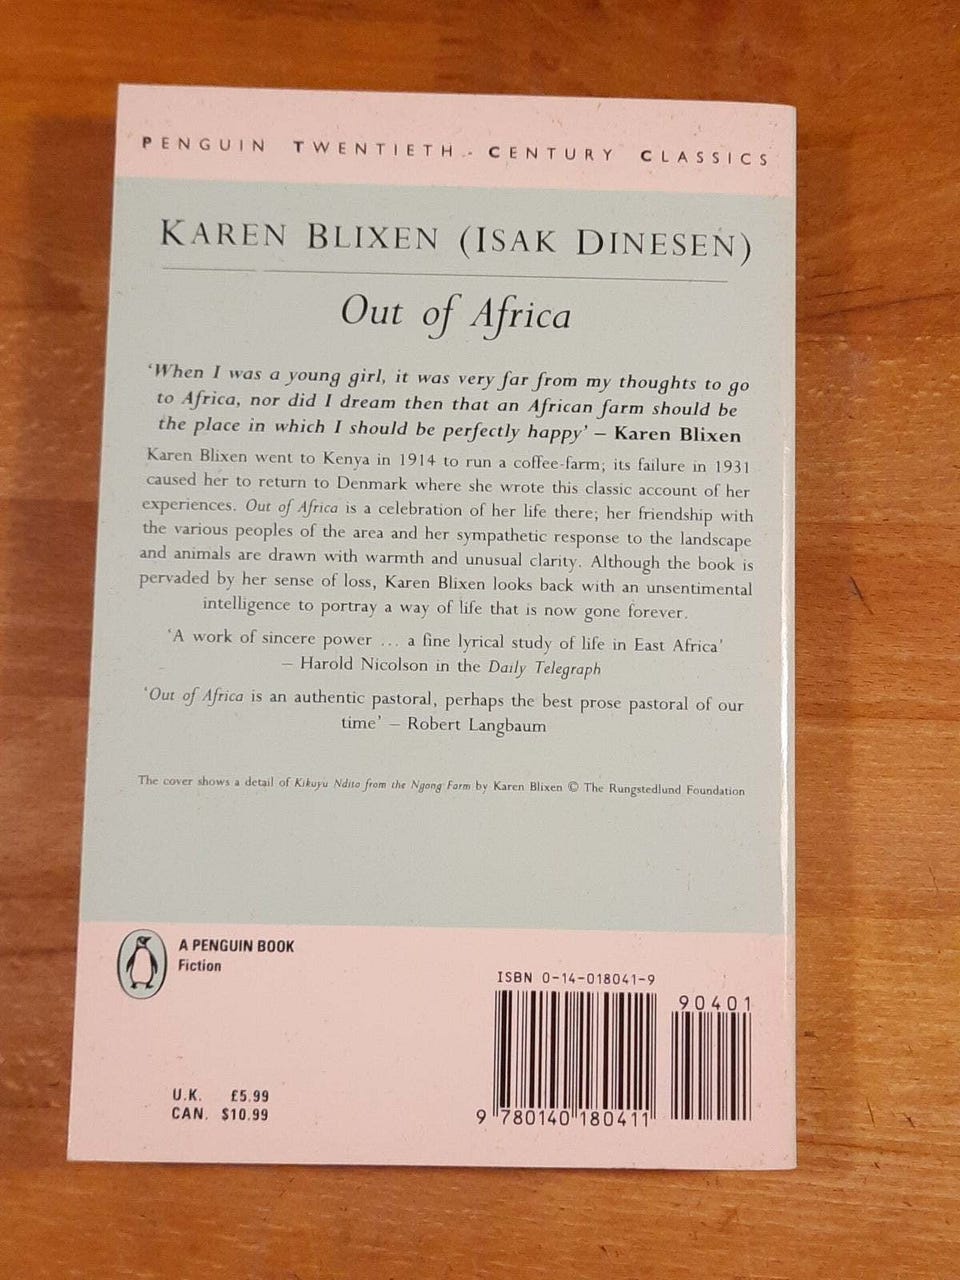 PENGUIN TWENTIETH-CENTURY CLASSICS
KAREN BLIXEN (ISAK DINESEN)
Out of Africa
‘When I was a young girl, it was very far from my thoughts to go
to Africa, nor did I dream then that an African farm should be
the place in which I should be perfectly happy’ – Karen Blixen
Karen Blixen went to Kenya in 1914 to run a coffee-farm; its failure in 1931
caused her to return to Denmark where she wrote this classic account of her
experiences. Out of Africa is a celebration of her life there; her friendship with
the various peoples of the area and her sympathetic response to the landscape
and animals are drawn with warmth and unusual clarity. Although the book is
pervaded by her sense of loss, Karen Blixen looks back with an unsentimental
intelligence to portray a way of life that is now gone forever.
‘A work of sincere power ... a fine lyrical study of life in East Africa’
– Harold Nicolson in the Daily Telegraph
‘Out of Africa is an authentic pastoral, perhaps the best prose pastoral of our
time’ – Robert Langbaum
The cover shows a detail of Kikuyu Ndito from the Ngong Farm by Karen Blixen © The Rungstedlund Foundation
A PENGUIN BOOK
Fiction
ISBN 0-14-018041-9
90401
9 780140 180411
U.K. £5.99
CAN. $10.99